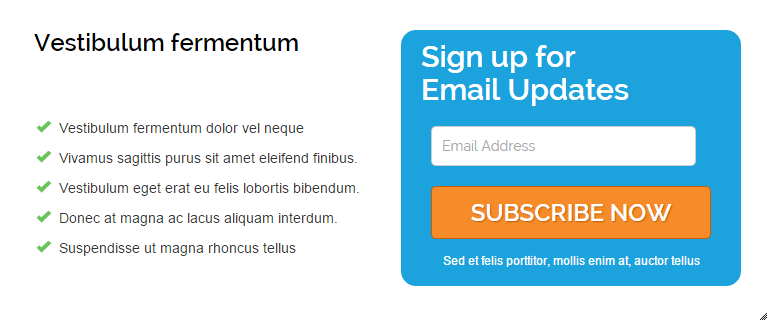 Vestibulum fermentum
Vestibulum fermentum dolor vel neque
Vivamus sagittis purus sit amet eleifend finibus.
Vestibulum eget erat eu felis lobortis bibendum.
Donec at magna ac lacus aliquam interdum.
Suspendisse ut magna rhoncus tellus
Sign up for
Email Updates
Email Address
SUBSCRIBE NOW
Sed et felis porttitor, mollis enim at, auctor tellus